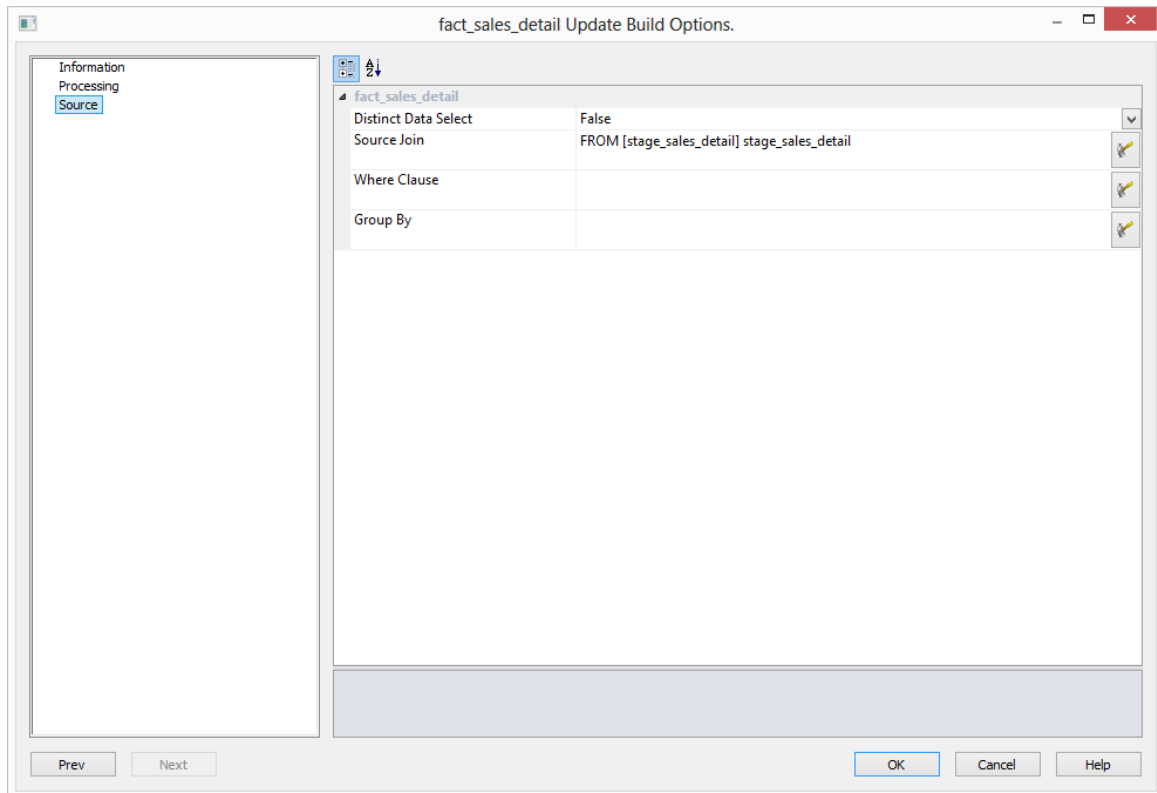 fact_sales_detail Update Build Options.
Information
Processing
Source
fact_sales_detail
Distinct Data Select False
Source Join FROM [stage_sales_detail] stage_sales_detail
Where Clause
Group By
Prev Next OK Cancel Help